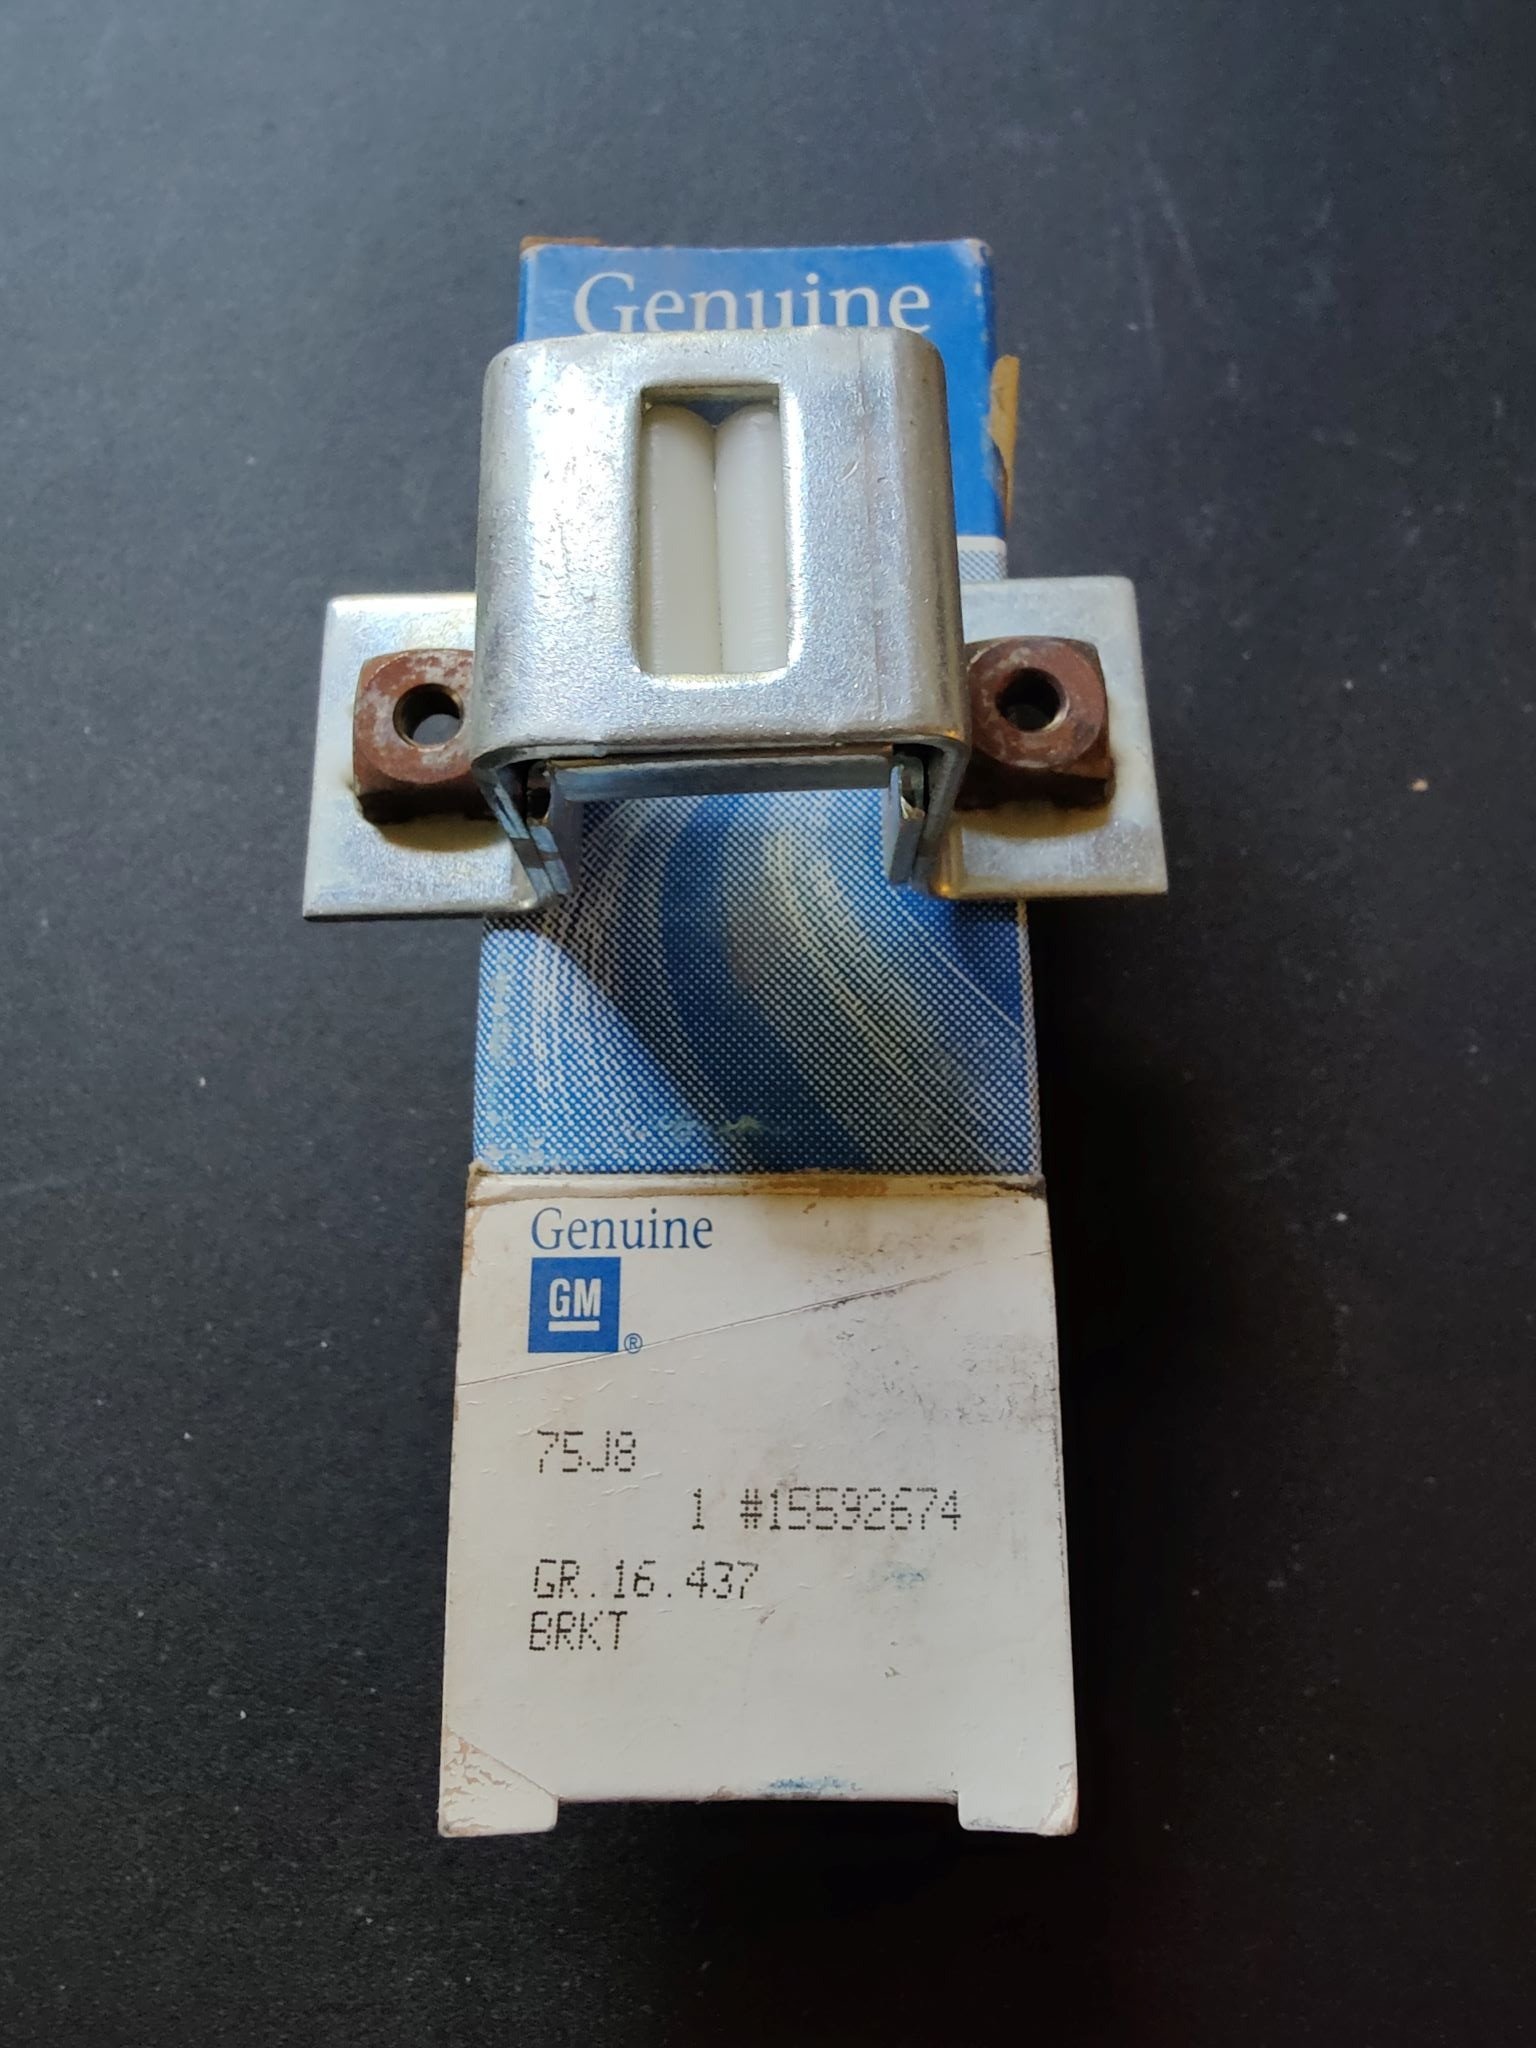 Genuine
Genuine
GM
®
75J8
1 #15592674
GR.16.437
BRKT